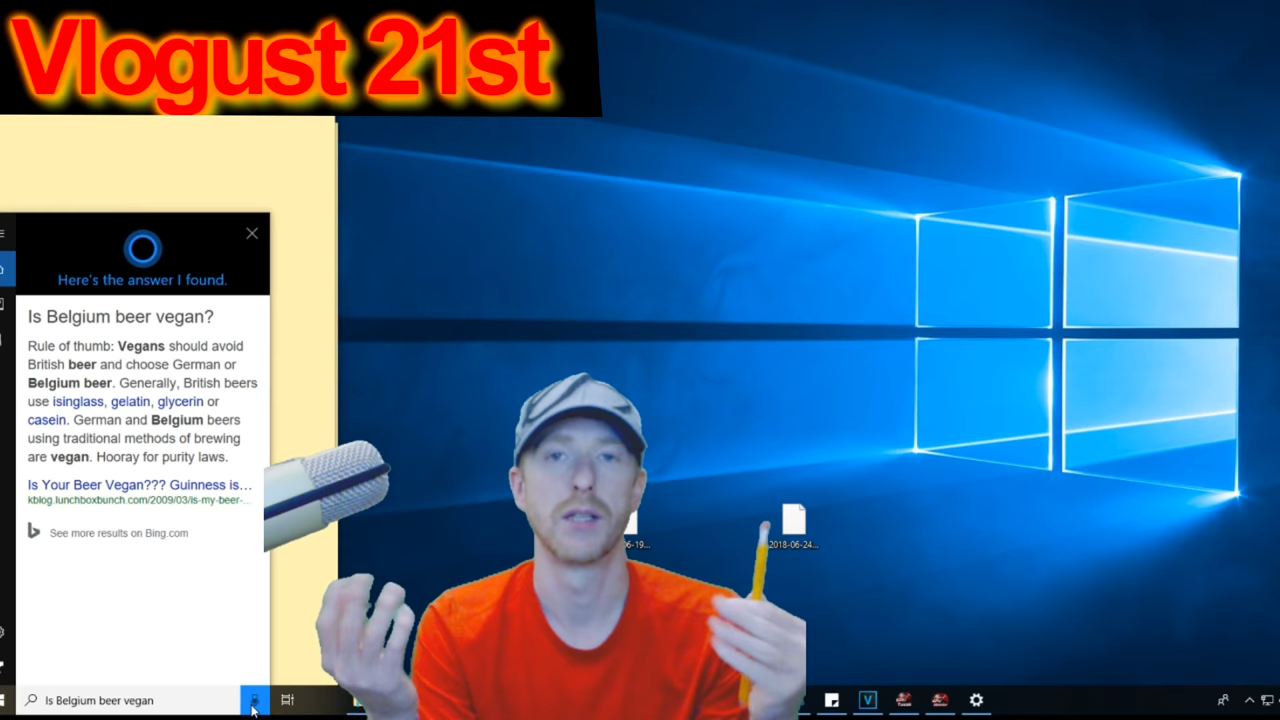 Vlogust 21st
Here's the answer I found.
Is Belgium beer vegan?
Rule of thumb: Vegans should avoid
British beer and choose German or
Belgium beer. Generally, British beers
use isinglass, gelatin, glycerin or
casein. German and Belgium beers
using traditional methods of brewing
are vegan. Hooray for purity laws.
Is Your Beer Vegan??? Guinness is...
kblog.lunchboxbunch.com/2009/03/is-my-beer-...
See more results on Bing.com
06-19...
2018-06-24...
Is Belgium beer vegan
V